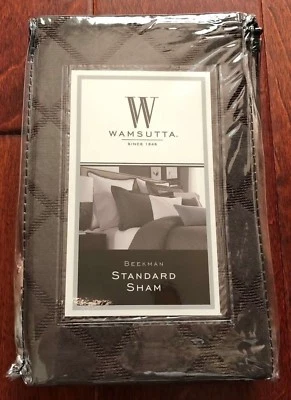 W
WAMSUTTA.
SINCE 1846
BEEKMAN
STANDARD
SHAM